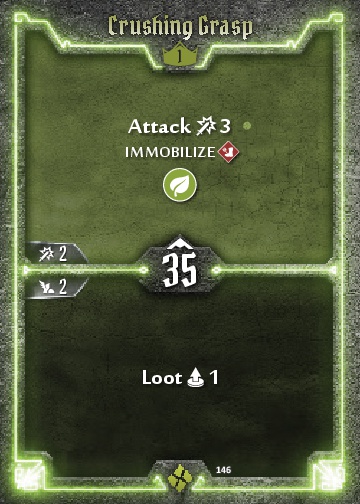 Crushing Grasp
1
Attack 3
IMMOBILIZE
2
35
2
Loot 1
146